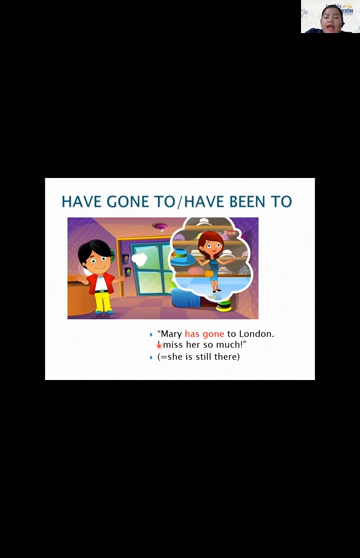 HAVE GONE TO/HAVE BEEN TO
"Mary has gone to London.
I miss her so much!"
(=she is still there)